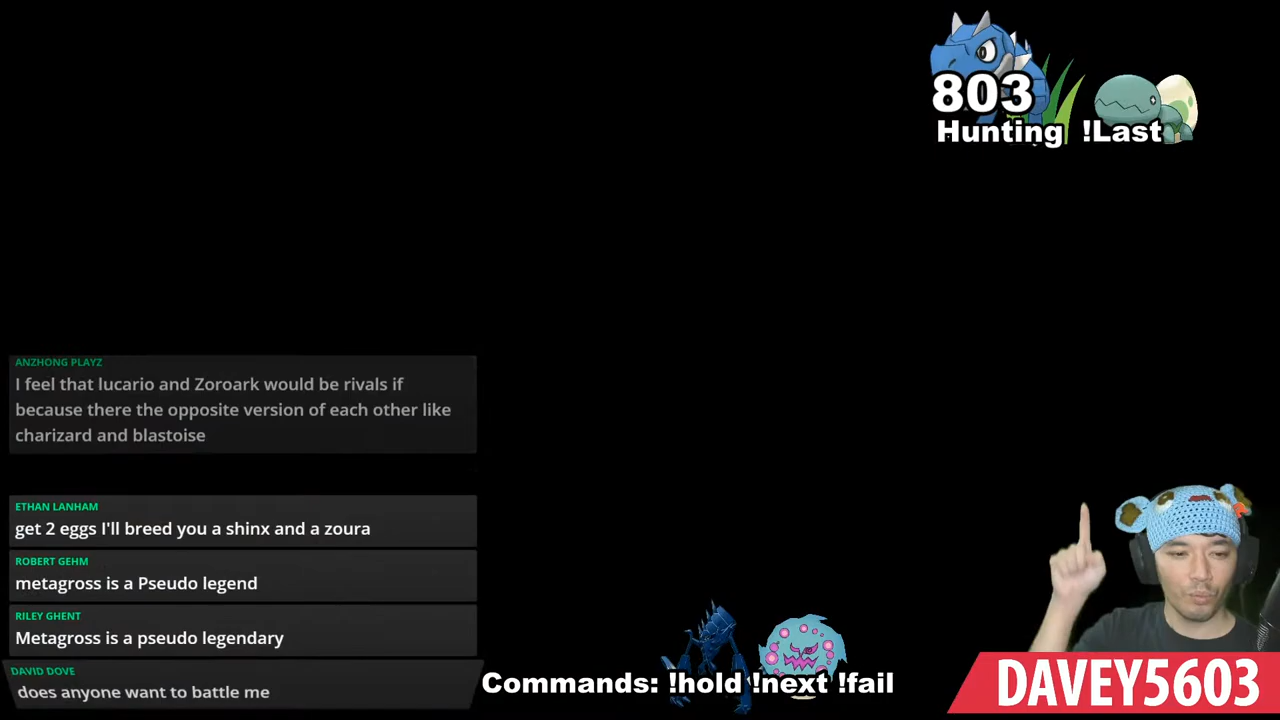 803
Hunting !Last
ANZHONG PLAYZ
I feel that lucario and Zoroark would be rivals if
because there the opposite version of each other like
charizard and blastoise
ETHAN LANHAM
get 2 eggs I'll breed you a shinx and a zoura
ROBERT GEHM
metagross is a Pseudo legend
RILEY GHENT
Metagross is a pseudo legendary
DAVID DOVE
does anyone want to battle me
Commands: !hold !next !fail
DAVEY5603